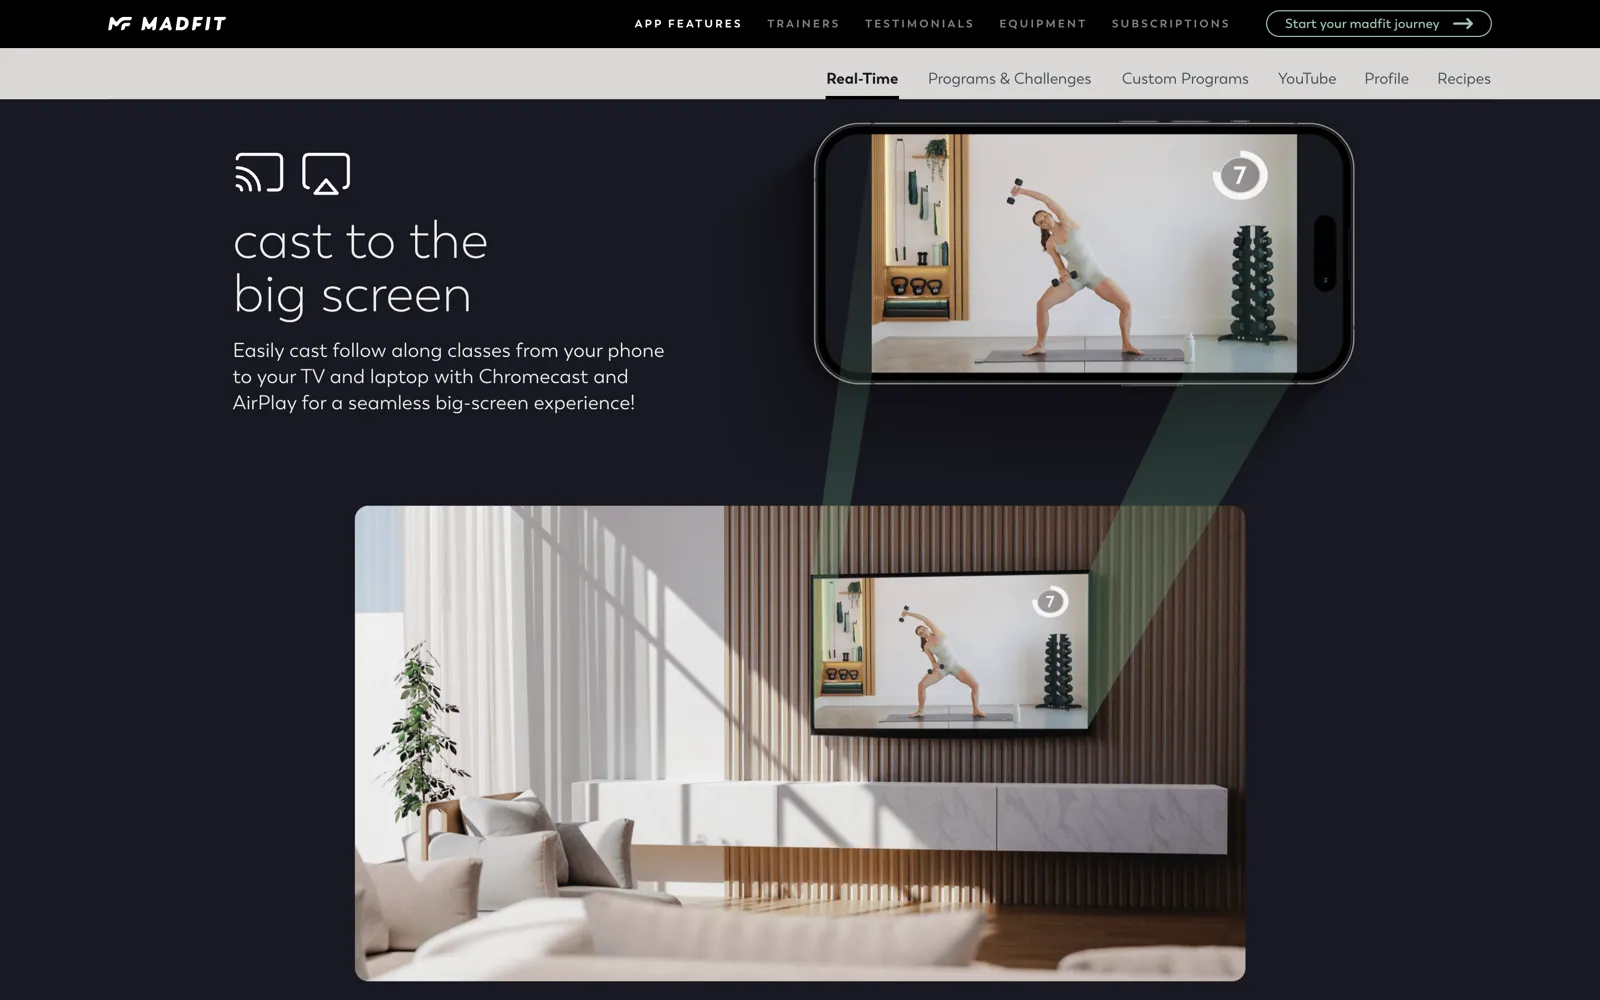 MADFIT
APP FEATURES
TRAINERS
TESTIMONIALS
EQUIPMENT
SUBSCRIPTIONS
Start your madfit journey
Real-Time
Programs & Challenges
Custom Programs
YouTube
Profile
Recipes
7
cast to the
big screen
Easily cast follow along classes from your phone
to your TV and laptop with Chromecast and
AirPlay for a seamless big-screen experience!
7